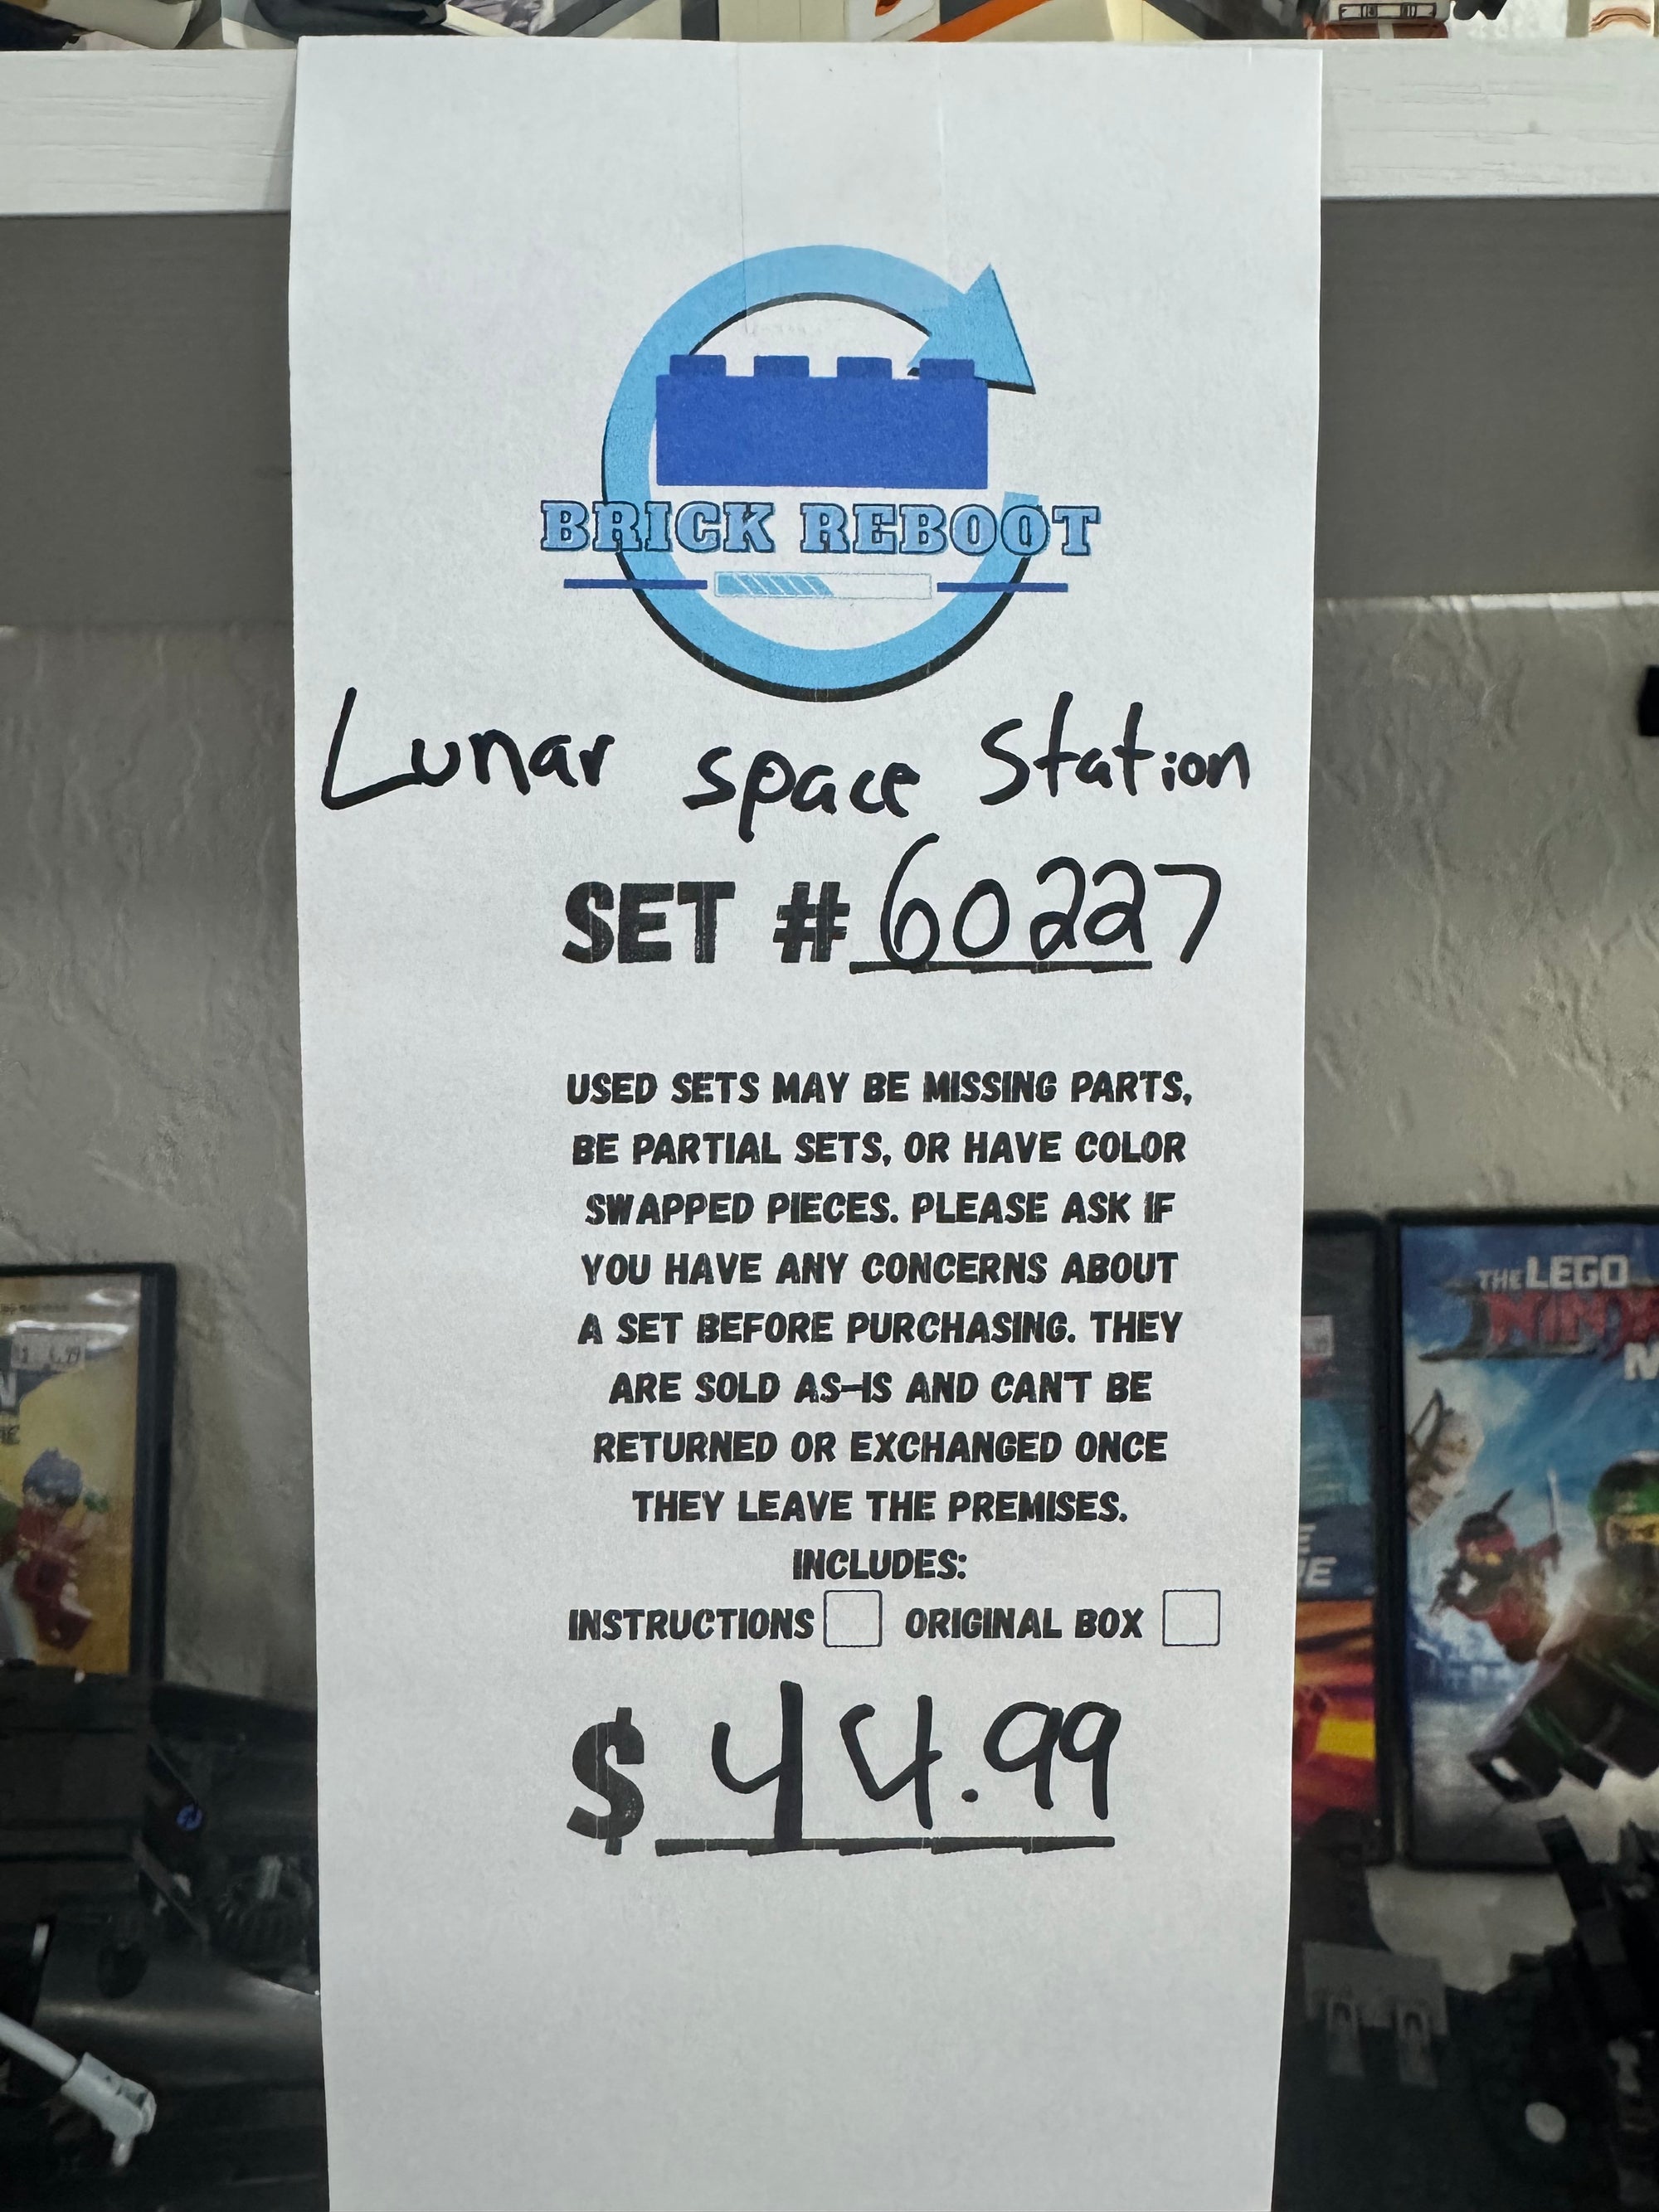 BRICK REBOOT
Lunar space Station
SET # 60227
USED SETS MAY BE MISSING PARTS,
BE PARTIAL SETS, OR HAVE COLOR
SWAPPED PIECES. PLEASE ASK IF
YOU HAVE ANY CONCERNS ABOUT
A SET BEFORE PURCHASING. THEY
ARE SOLD AS-IS AND CAN'T BE
RETURNED OR EXCHANGED ONCE
THEY LEAVE THE PREMISES.
INCLUDES:
INSTRUCTIONS ORIGINAL BOX
$ 44.99
THE LEGO